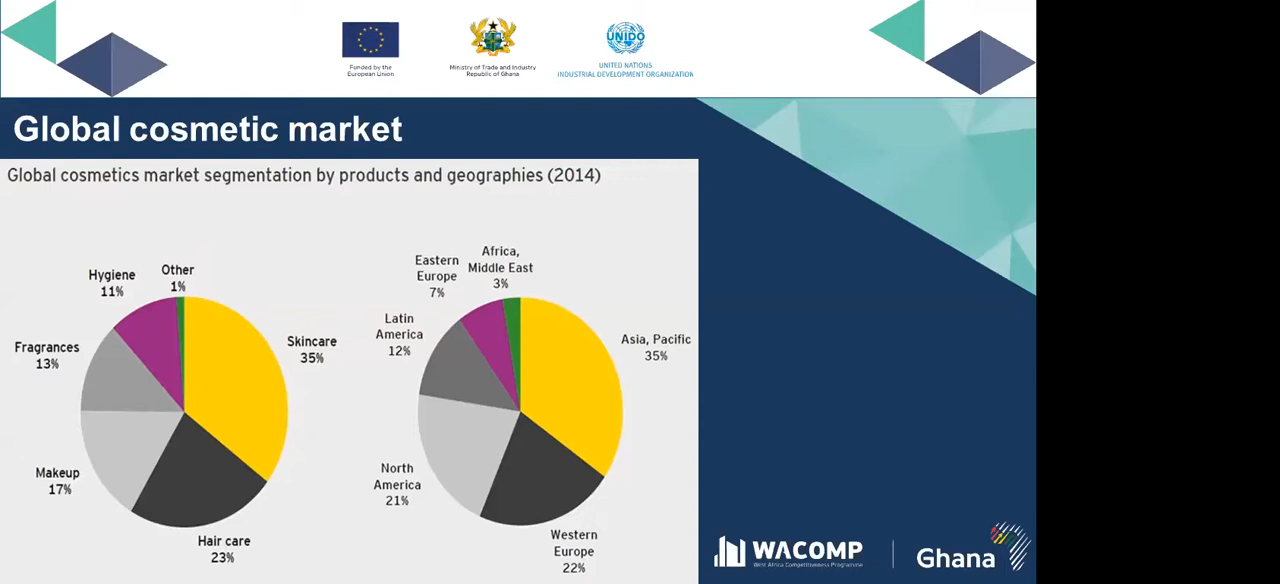 Funded by the
European Union
Ministry of Trade and Industry
Republic of Ghana
UNIDO
UNITED NATIONS
INDUSTRIAL DEVELOPMENT ORGANIZATION
Global cosmetic market
Global cosmetics market segmentation by products and geographies (2014)
Hygiene
11%
Other
1%
Skincare
35%
Fragrances
13%
Makeup
17%
Hair care
23%
Eastern
Europe
7%
Africa,
Middle East
3%
Latin
America
12%
Asia, Pacific
35%
North
America
21%
Western
Europe
22%
WACOMP
West Africa Competitiveness Programme
Ghana